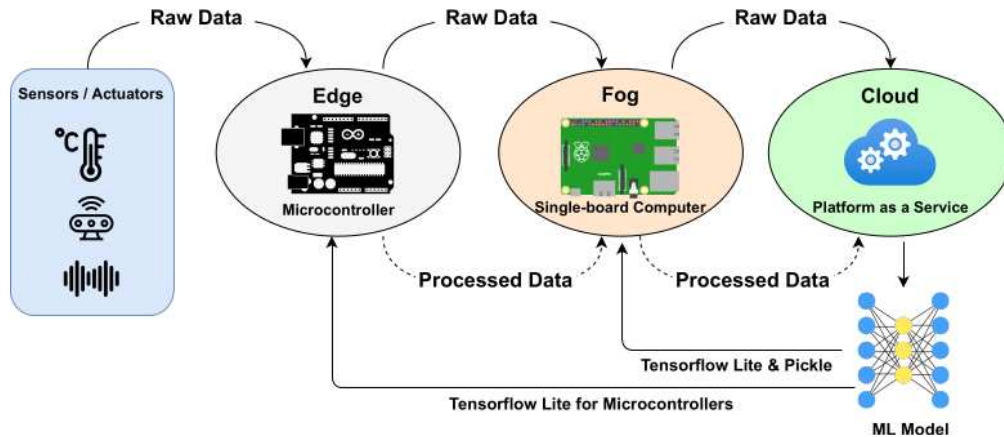 Raw Data
Raw Data
Raw Data
Sensors / Actuators
°C
Edge
Microcontroller
Fog
Single-board Computer
Cloud
Platform as a Service
Processed Data
Processed Data
Tensorflow Lite & Pickle
Tensorflow Lite for Microcontrollers
ML Model